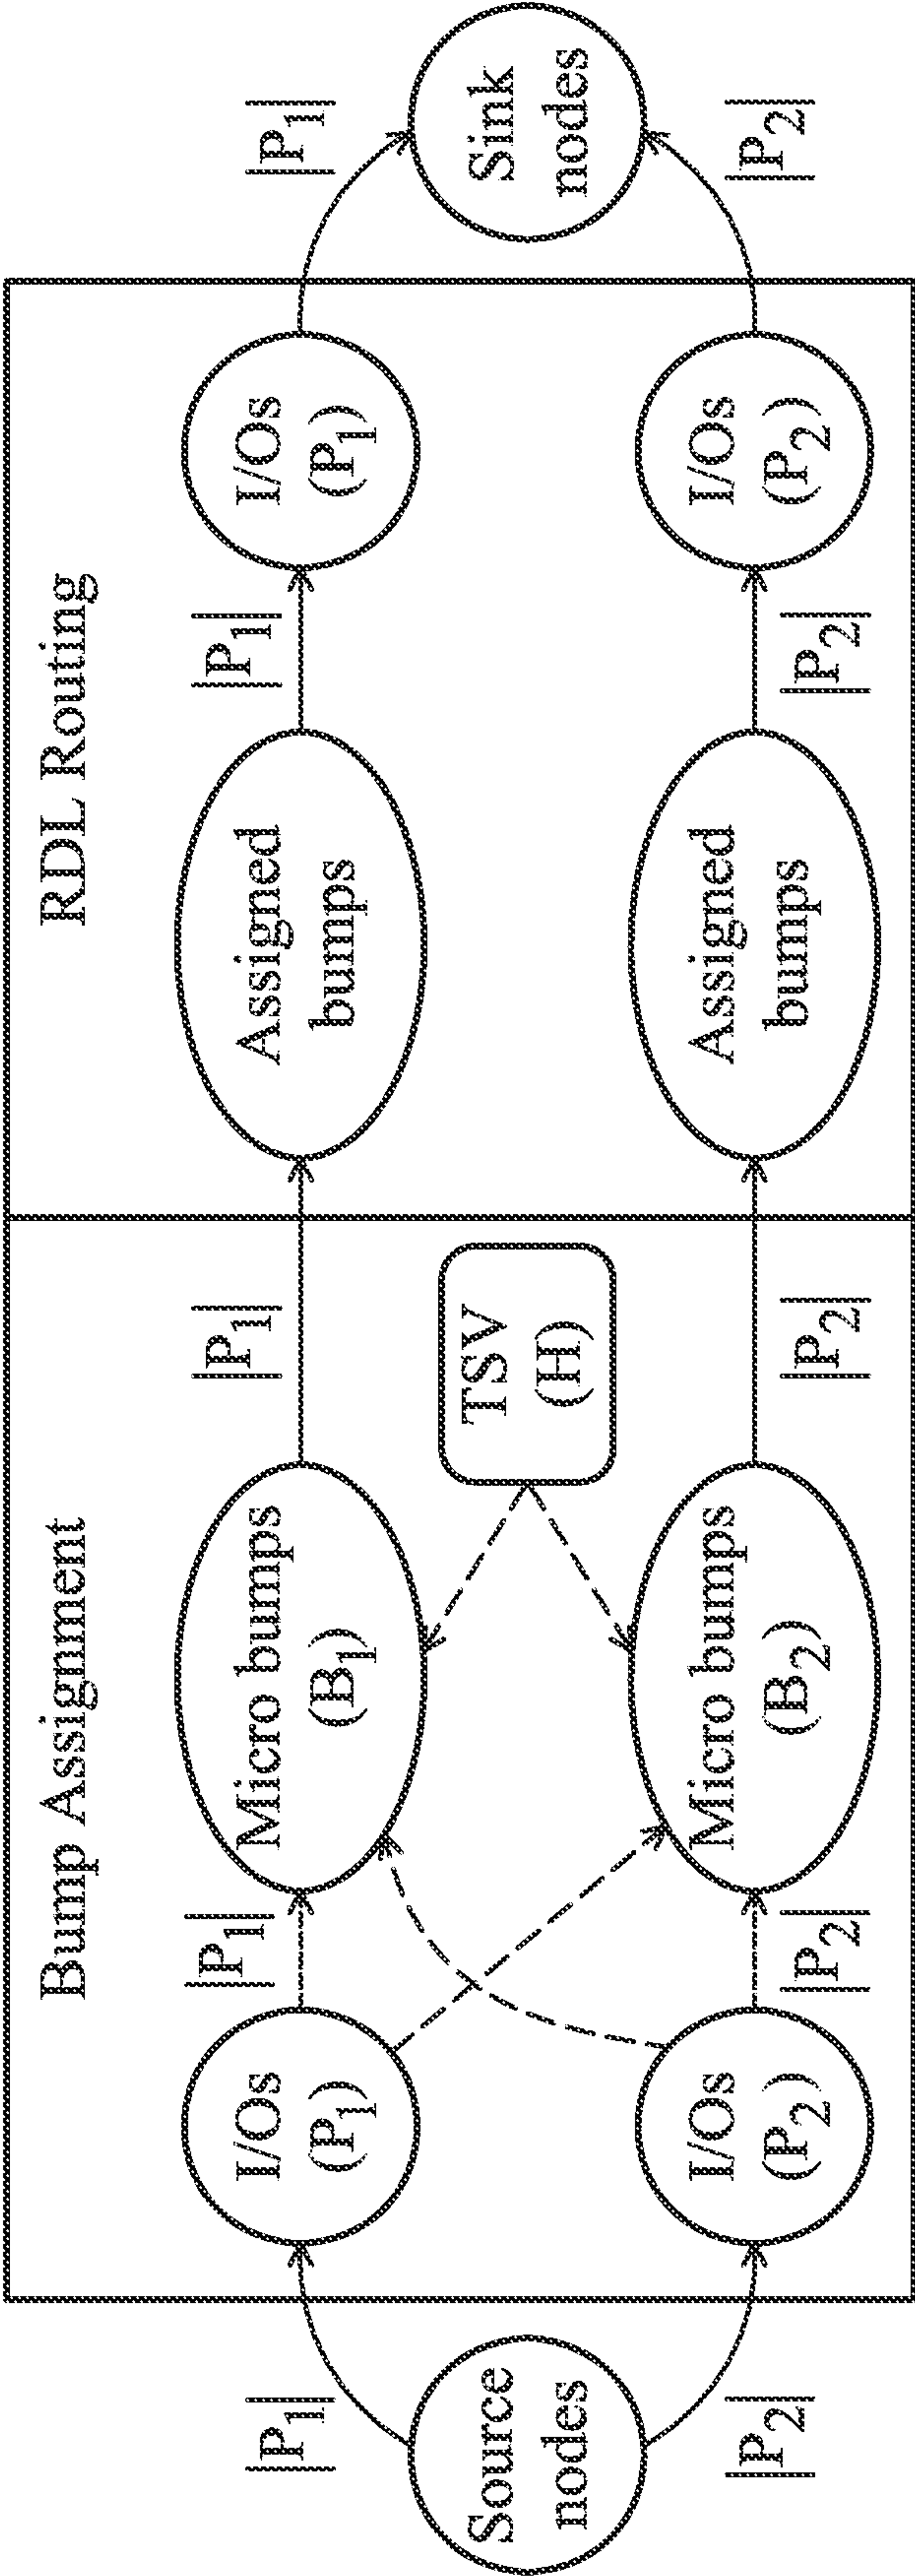 Bump Assignment
RDL Routing
|P1|
|P1|
|P1|
|P1|
|P1|
I/Os
(P1)
Micro bumps
(B1)
Assigned
bumps
I/Os
(P1)
Source
nodes
TSV
(H)
Sink
nodes
I/Os
(P2)
Micro bumps
(B2)
Assigned
bumps
I/Os
(P2)
|P2|
|P2|
|P2|
|P2|
|P2|